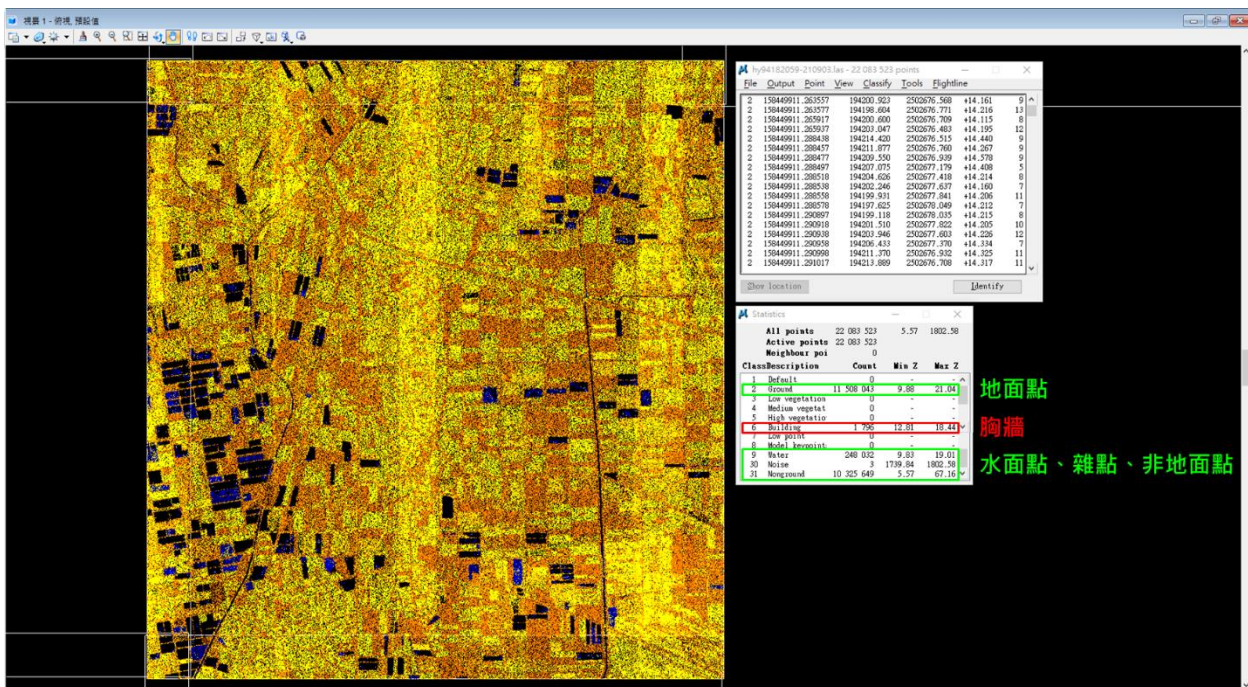 視景 1 - 俯視, 預設值
hy94182059-210903.las - 22 083 523 points
File Output Point View Classify Tools Flightline
2 158449911.263557 194200.923 2502676.568 +14.161 9
2 158449911.263577 194198.604 2502676.771 +14.216 13
2 158449911.265917 194200.600 2502676.709 +14.115 8
2 158449911.265937 194203.047 2502676.483 +14.195 12
2 158449911.288438 194214.420 2502676.515 +14.440 9
2 158449911.288457 194211.877 2502676.760 +14.267 9
2 158449911.288477 194209.550 2502676.939 +14.578 9
2 158449911.288497 194207.075 2502677.179 +14.408 5
2 158449911.288518 194204.626 2502677.418 +14.214 8
2 158449911.288538 194202.246 2502677.637 +14.160 7
2 158449911.288558 194199.931 2502677.841 +14.206 11
2 158449911.288578 194197.625 2502678.049 +14.212 7
2 158449911.290897 194199.118 2502678.035 +14.215 8
2 158449911.290918 194201.510 2502677.822 +14.205 10
2 158449911.290938 194203.946 2502677.603 +14.226 12
2 158449911.290958 194206.433 2502677.370 +14.334 7
2 158449911.290998 194211.370 2502676.932 +14.325 11
2 158449911.291017 194213.889 2502676.708 +14.317 11
Show location Identify
Statistics
All points 22 083 523 5.57 1802.58
Active points 22 083 523
Neighbour poi 0
Class Description Count Min Z Max Z
1 Default 0 - -
2 Ground 11 508 043 9.88 21.04
3 Low vegetation 0 - -
4 Medium vegetat 0 - -
5 High vegetatio 0 - -
6 Building 1 796 12.81 18.44
7 Low point 0 - -
8 Model keypoint 0 - -
9 Water 248 032 9.83 19.01
30 Noise 3 1739.84 1802.58
31 Nonground 10 325 649 5.57 67.16
地面點
胸牆
水面點、雜點、非地面點